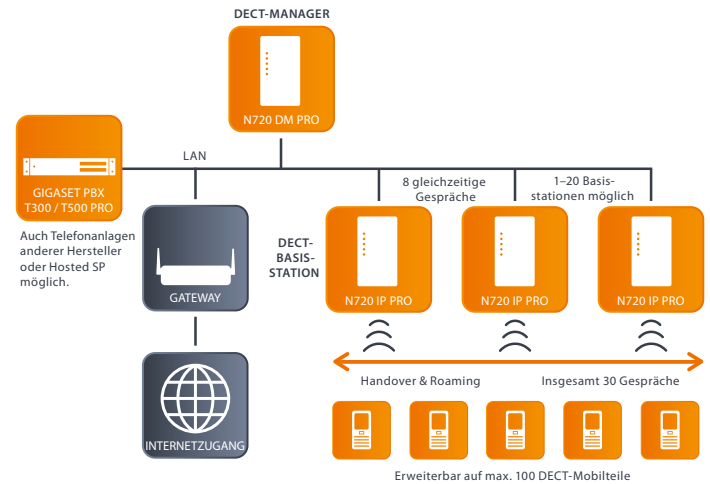 DECT-MANAGER
N720 DM PRO
LAN
GIGASET PBX
T300 / T500 PRO
Auch Telefonanlagen
anderer Hersteller
oder Hosted SP
möglich.
GATEWAY
INTERNETZUGANG
8 gleichzeitige
Gespräche
1–20 Basis-
stationen möglich
DECT-
BASIS-
STATION
N720 IP PRO
N720 IP PRO
N720 IP PRO
Handover & Roaming
Insgesamt 30 Gespräche
Erweiterbar auf max. 100 DECT-Mobilteile